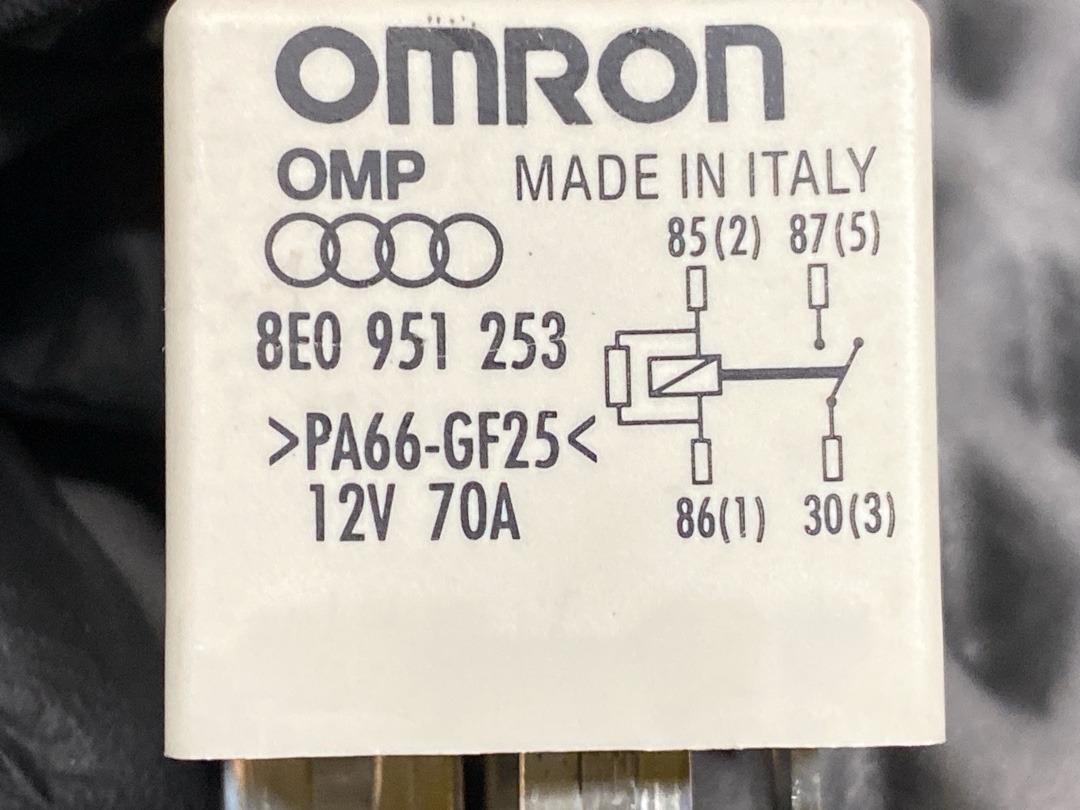 OMRON
OMP MADE IN ITALY
85(2) 87(5)
8E0 951 253
>PA66-GF25<
12V 70A
86(1) 30(3)